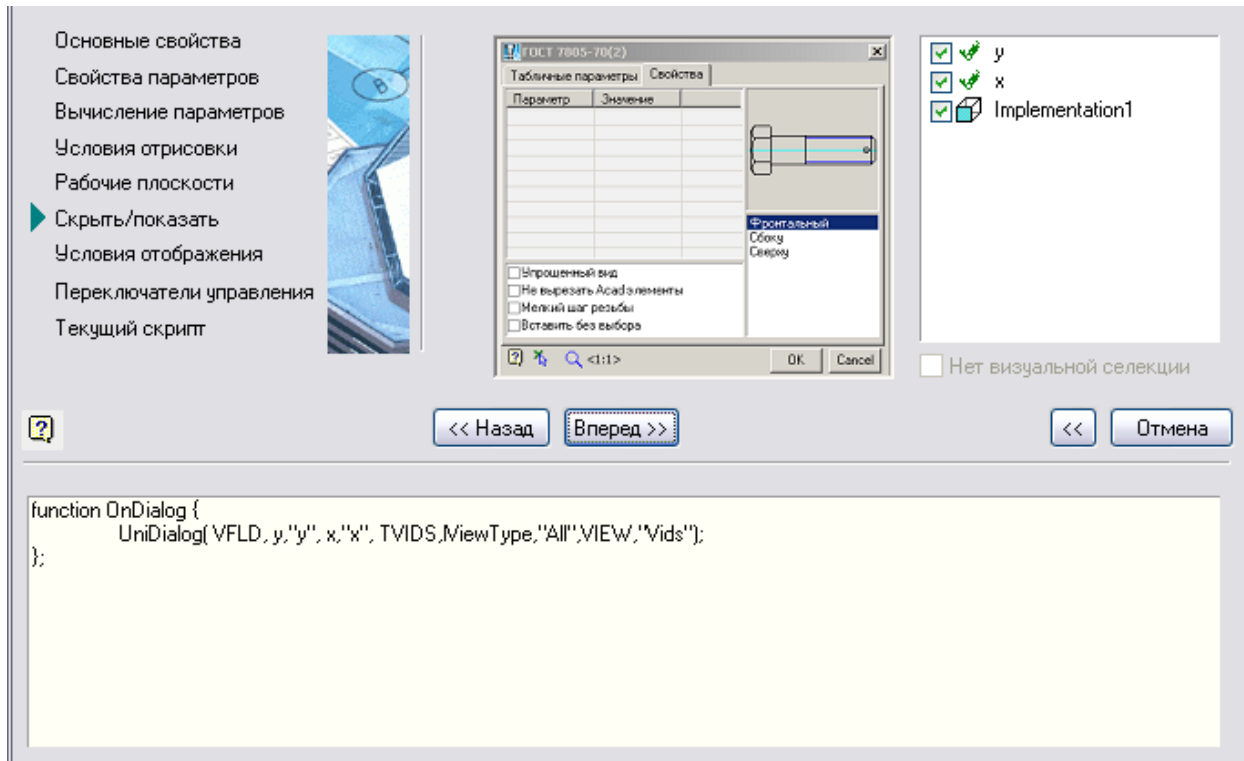 Основные свойства
Свойства параметров
Вычисление параметров
Условия отрисовки
Рабочие плоскости
Скрыть/показать
Условия отображения
Переключатели управления
Текущий скрипт
B
ГОСТ 7805-70(2)
Табличные параметры Свойства
Параметр Значение
Фронтальный
Сбоку
Сверху
Упрощенный вид
Не вырезать Acad элементы
Мелкий шаг резьбы
Вставить без выбора
<1:1>
OK Cancel
y
x
Implementation1
Нет визуальной селекции
<< Назад Вперед >> << Отмена
function OnDialog {
UniDialog( VFLD, y,"y", x,"x", TVIDS,IViewType,"All",VIEW,"Vids");
};